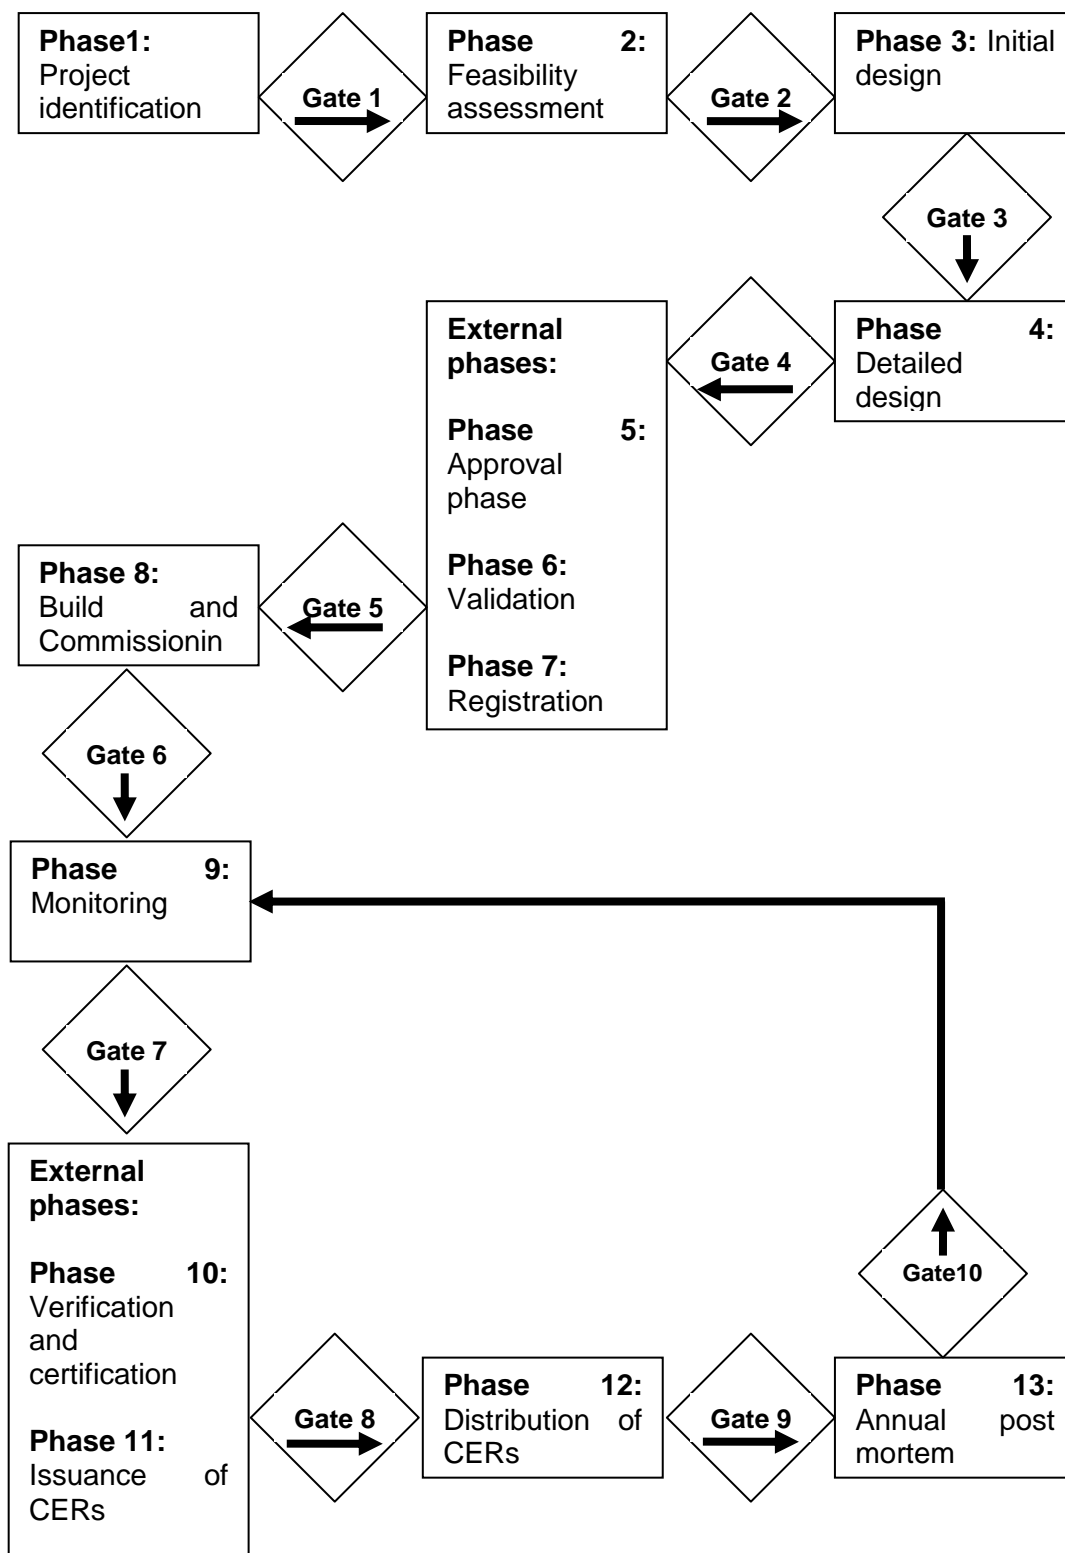 Phase1:
Project
identification
Gate 1
Phase 2:
Feasibility
assessment
Gate 2
Phase 3: Initial
design
Gate 3
Phase 4:
Detailed
design
Gate 4
External
phases:
Phase 5:
Approval
phase
Phase 6:
Validation
Phase 7:
Registration
Gate 5
Phase 8:
Build and
Commissionin
Gate 6
Phase 9:
Monitoring
Gate 7
External
phases:
Phase 10:
Verification
and
certification
Phase 11:
Issuance of
CERs
Gate 8
Phase 12:
Distribution of
CERs
Gate 9
Phase 13:
Annual post
mortem
Gate10